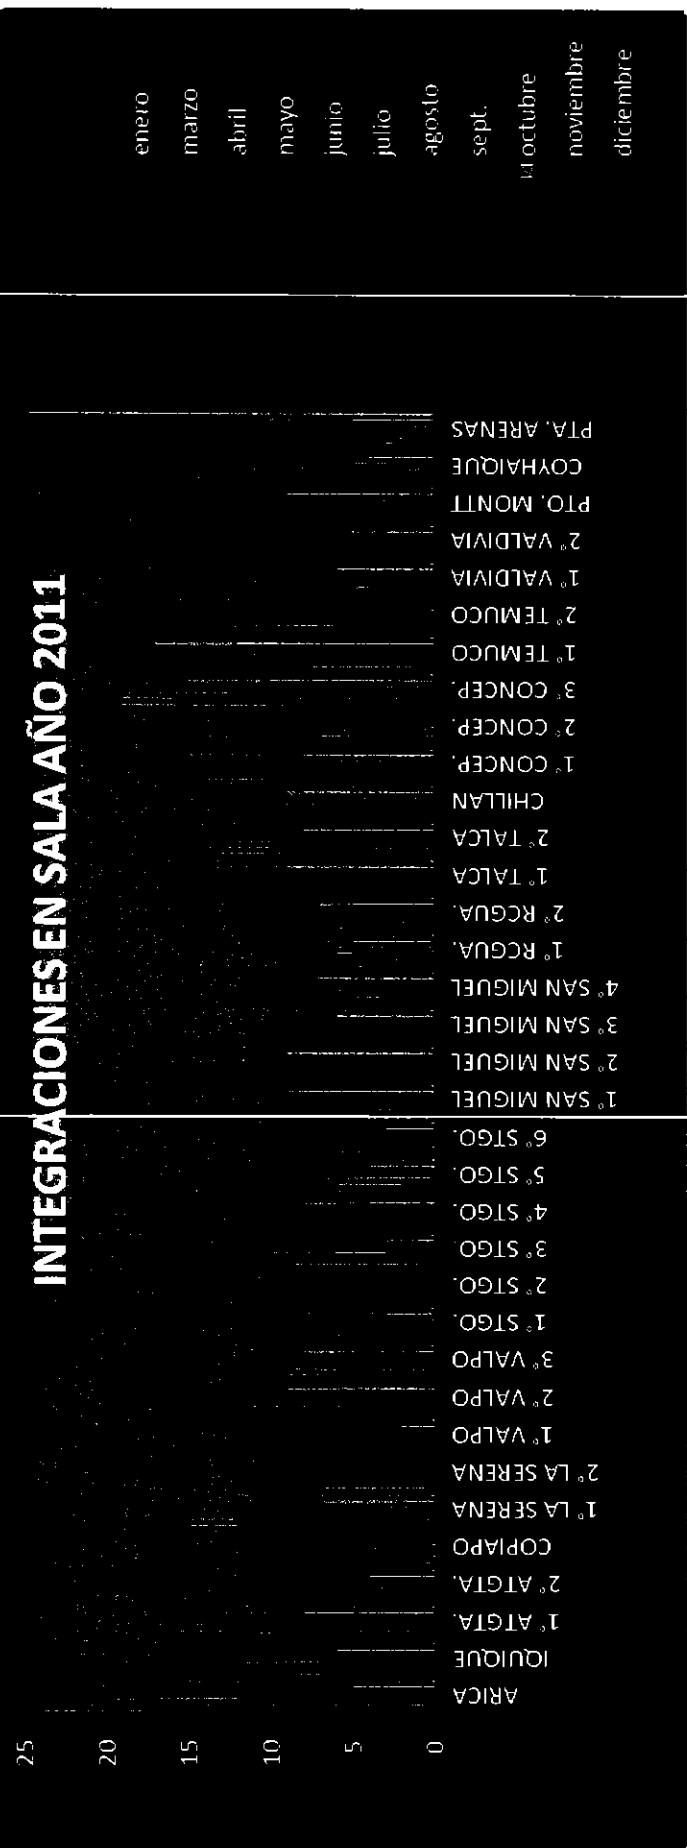 INTEGRACIONES EN SALA AÑO 2011
25
20
15
10
5
0
ARICA
IQUIQUE
1° ATGTA.
2° ATGTA.
COPIAPO
1° LA SERENA
2° LA SERENA
1° VALPO
2° VALPO
3° VALPO
1° STGO.
2° STGO.
3° STGO.
4° STGO.
5° STGO.
6° STGO.
1° SAN MIGUEL
2° SAN MIGUEL
3° SAN MIGUEL
4° SAN MIGUEL
1° RCGUA.
2° RCGUA.
1° TALCA
2° TALCA
CHILLAN
1° CONCEP.
2° CONCEP.
3° CONCEP.
1° TEMUCO
2° TEMUCO
1° VALDIVIA
2° VALDIVIA
PTO. MONTT
COYHAIQUE
PTA. ARENAS
enero
marzo
abril
mayo
junio
julio
agosto
sept.
octubre
noviembre
diciembre